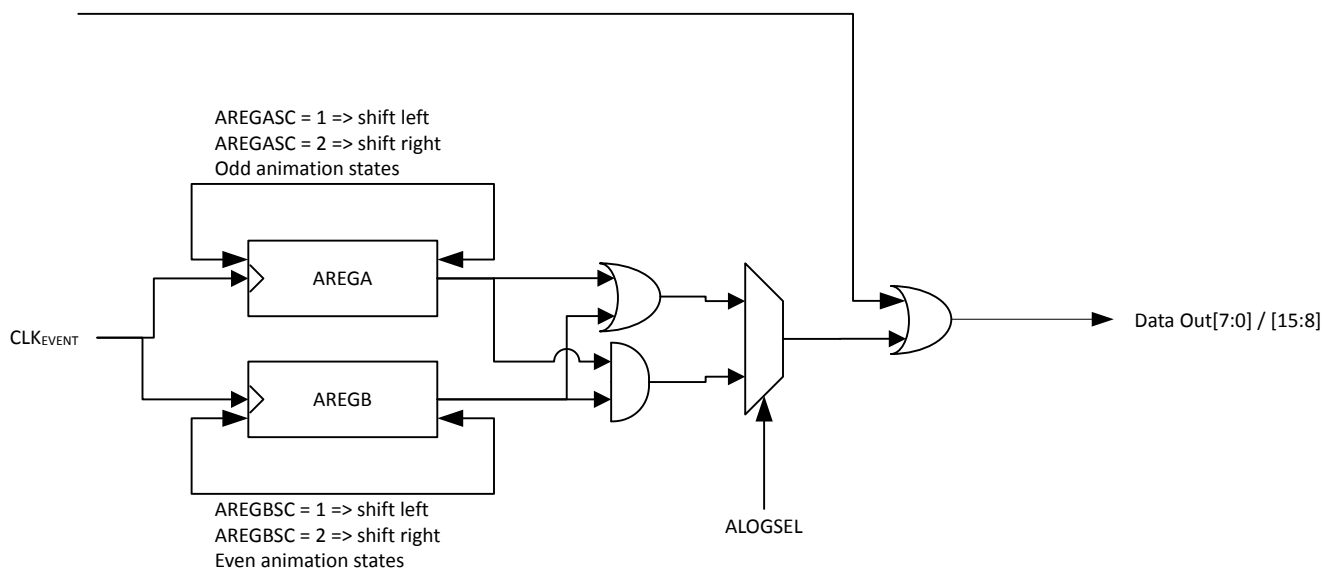 AREGASC = 1 => shift left
AREGASC = 2 => shift right
Odd animation states
AREGA
CLKEVENT
Data Out[7:0] / [15:8]
AREGB
AREGBSC = 1 => shift left
AREGBSC = 2 => shift right
Even animation states
ALOGSEL